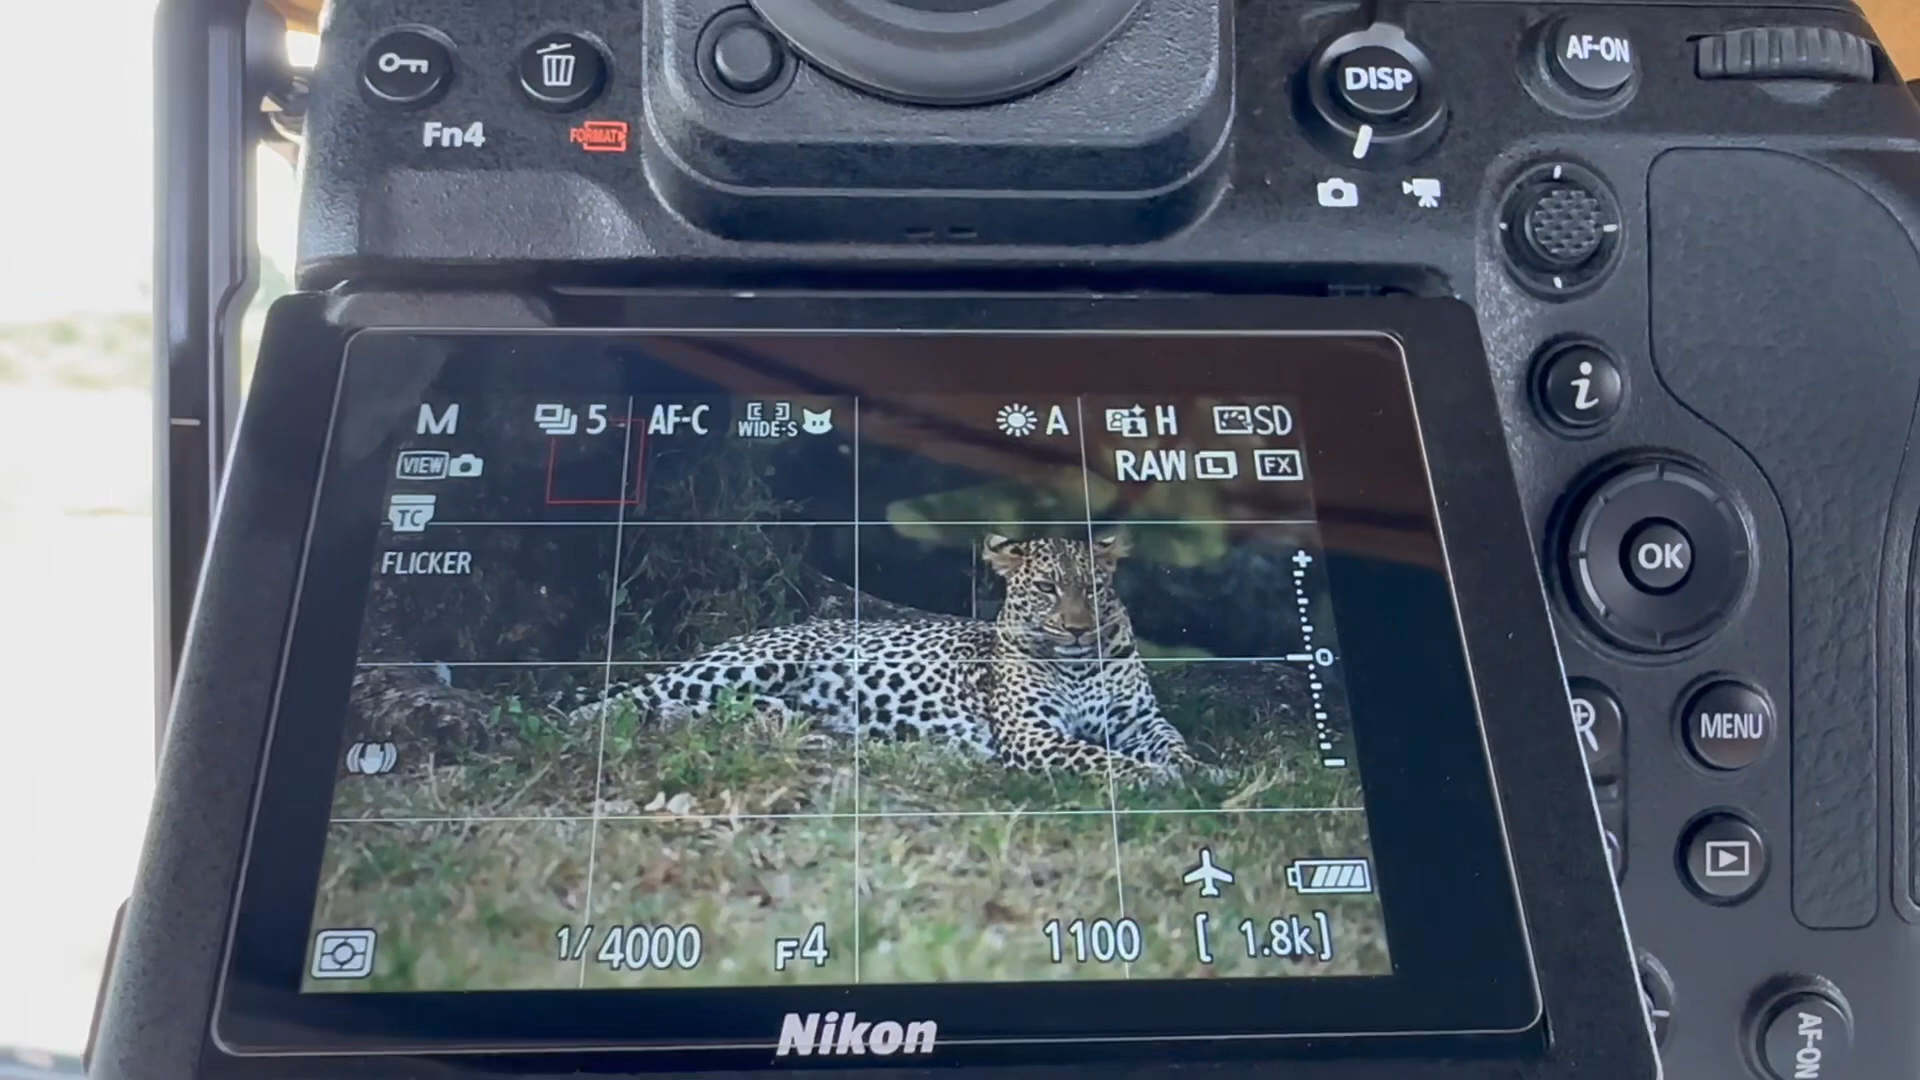 DISP
AF-ON
Fn4
FORMAT
i
M 5 AF-C WIDE-S A H SD
VIEW RAW L FX
TC
FLICKER
OK
MENU
1/4000 F4 1100 [ 1.8k]
Nikon
AF-ON